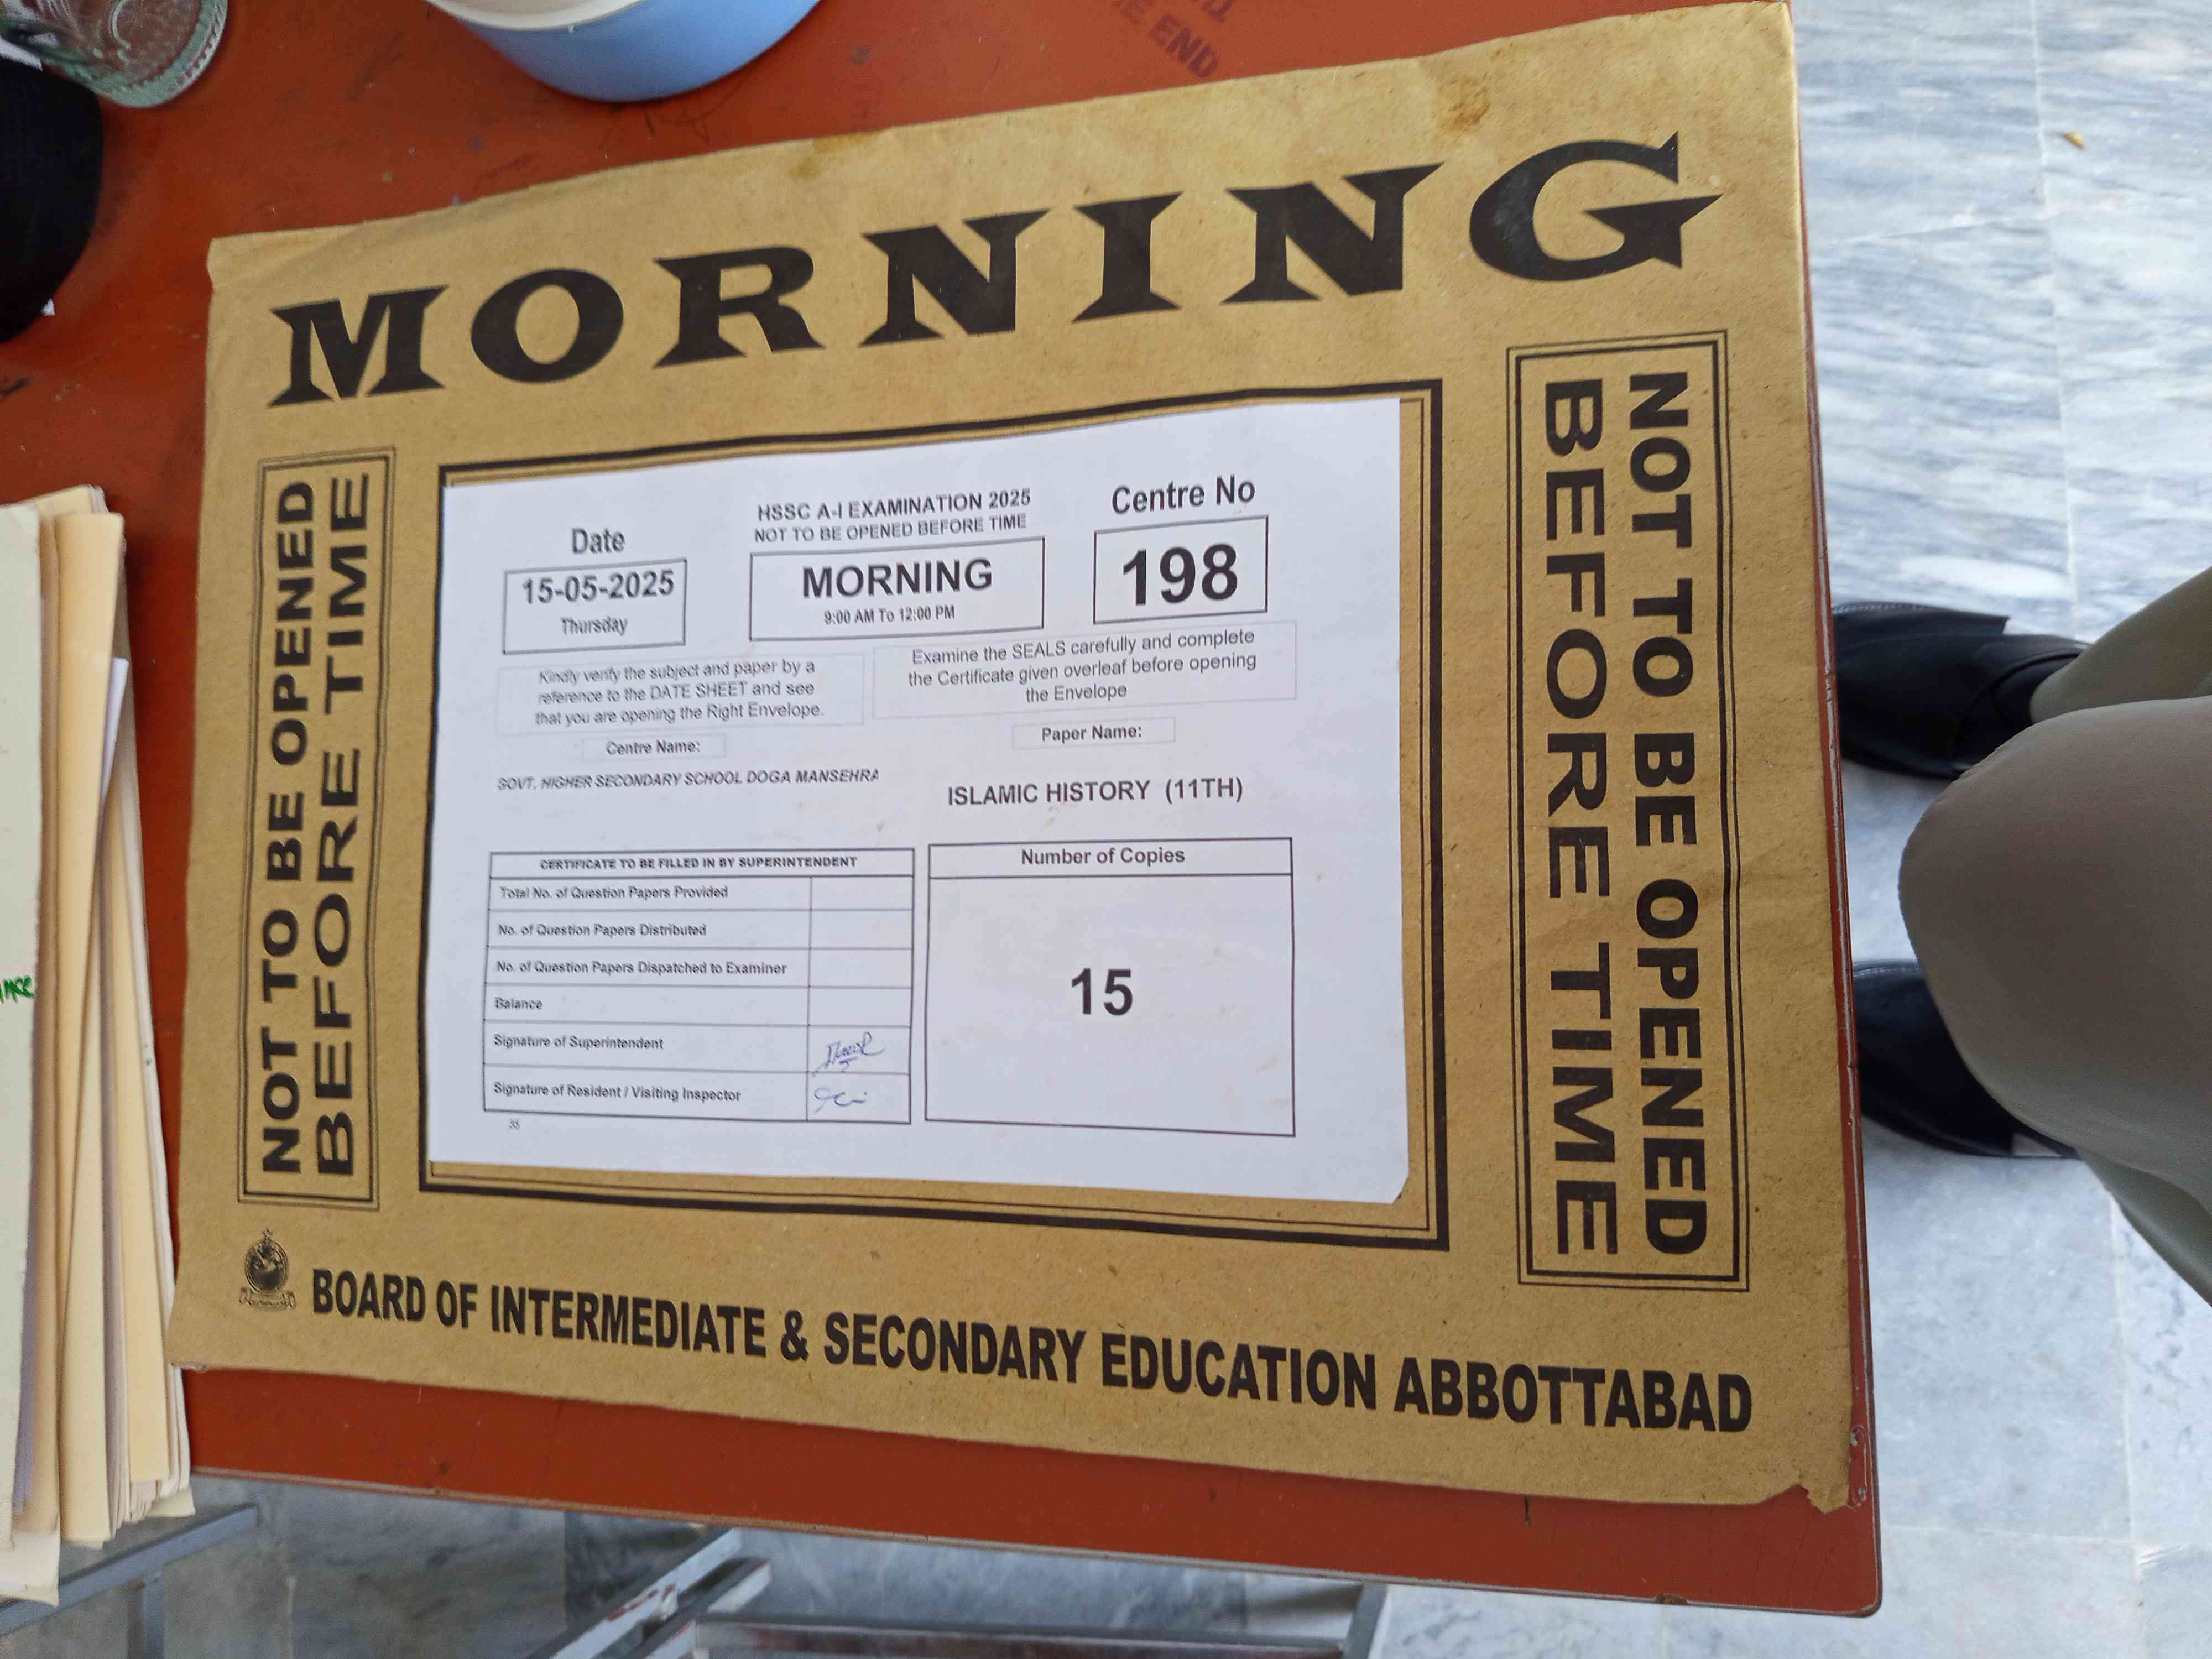 THE END
MORNING
NOT TO BE OPENED
BEFORE TIME
Date
15-05-2025
Thursday
HSSC A-I EXAMINATION 2025
NOT TO BE OPENED BEFORE TIME
MORNING
9:00 AM To 12:00 PM
Centre No
198
Kindly verify the subject and paper by a
reference to the DATE SHEET and see
that you are opening the Right Envelope.
Examine the SEALS carefully and complete
the Certificate given overleaf before opening
the Envelope
Centre Name:
GOVT. HIGHER SECONDARY SCHOOL DOGA MANSEHRA
Paper Name:
ISLAMIC HISTORY (11TH)
CERTIFICATE TO BE FILLED IN BY SUPERINTENDENT
Total No. of Question Papers Provided
No. of Question Papers Distributed
No. of Question Papers Dispatched to Examiner
Balance
Signature of Superintendent
Signature of Resident / Visiting Inspector
35
Number of Copies
15
NOT TO BE OPENED
BEFORE TIME
BOARD OF INTERMEDIATE & SECONDARY EDUCATION ABBOTTABAD